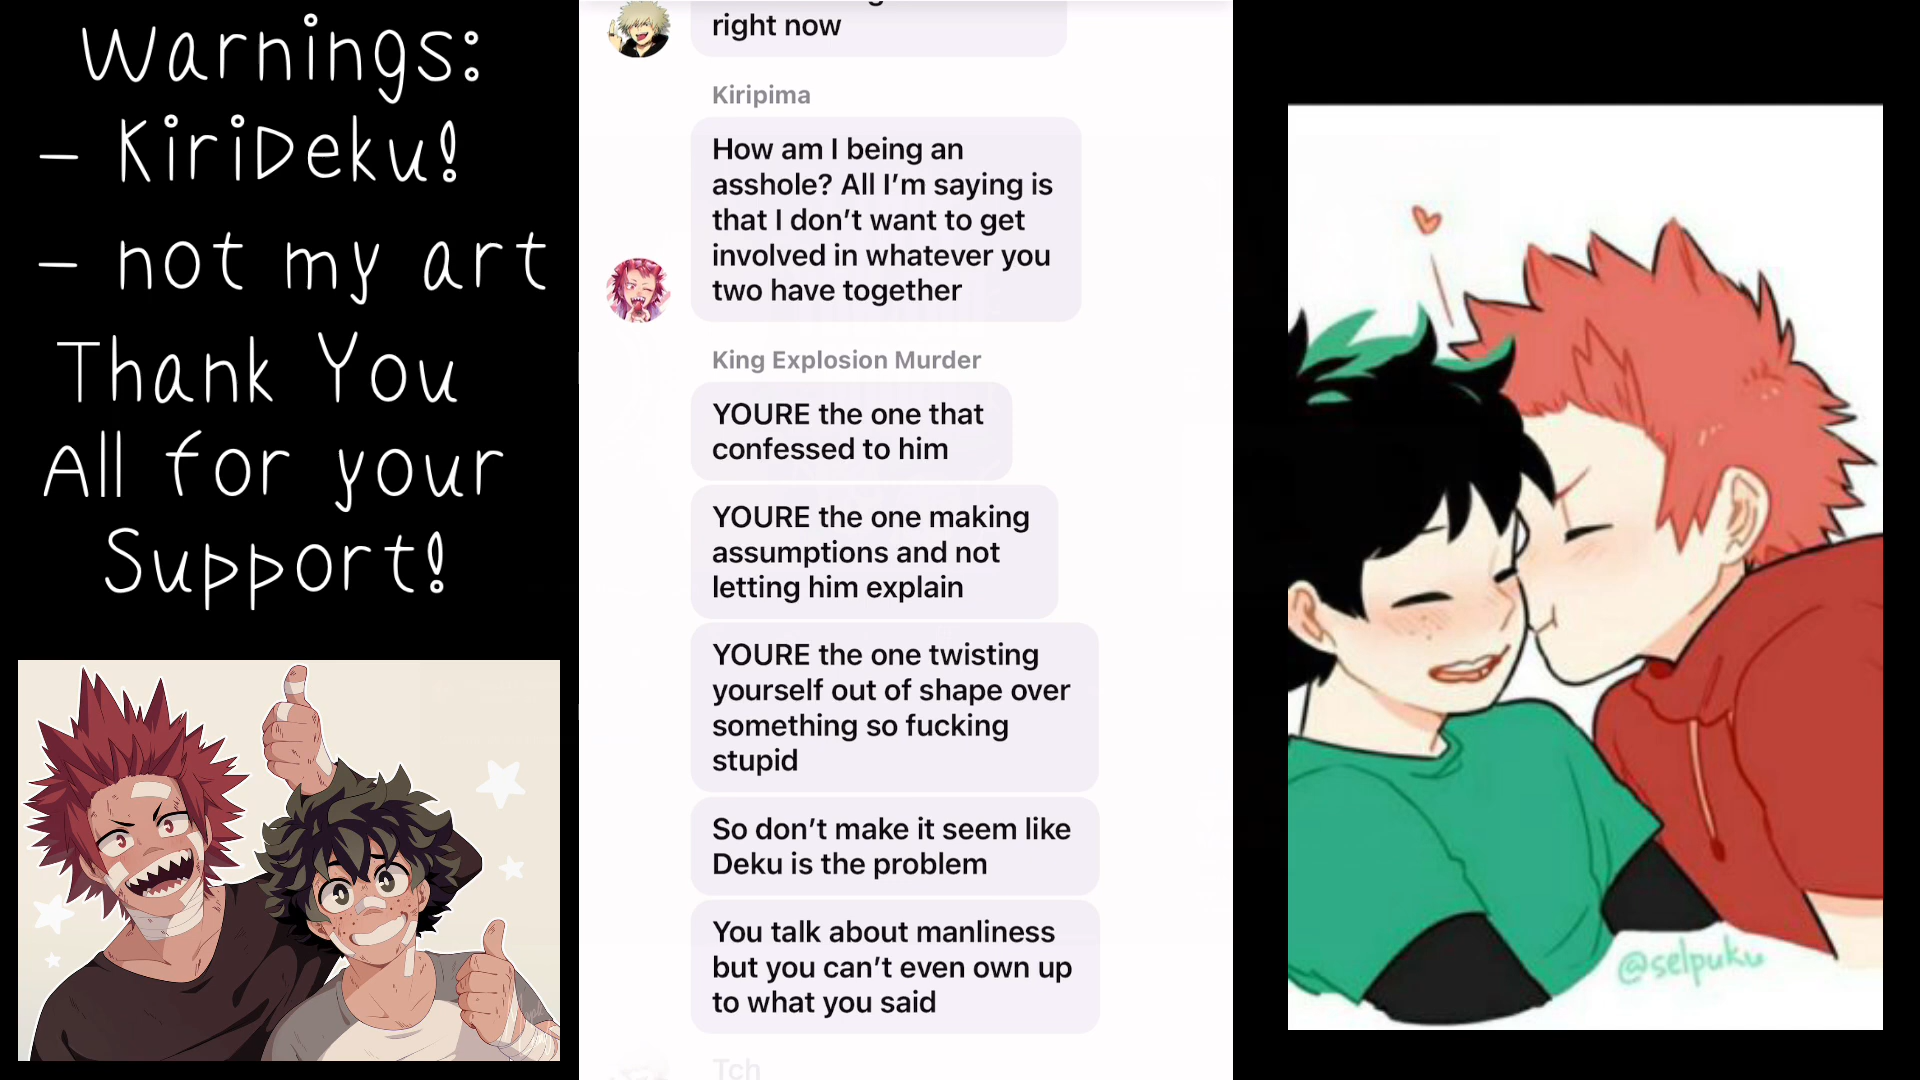 Warnings:
- KiriDeku!
- not my art
Thank You
All for your
Support!
right now
Kiripima
How am I being an
asshole? All I’m saying is
that I don’t want to get
involved in whatever you
two have together
King Explosion Murder
YOURE the one that
confessed to him
YOURE the one making
assumptions and not
letting him explain
YOURE the one twisting
yourself out of shape over
something so fucking
stupid
So don’t make it seem like
Deku is the problem
You talk about manliness
but you can’t even own up
to what you said
Tch
@selpuku